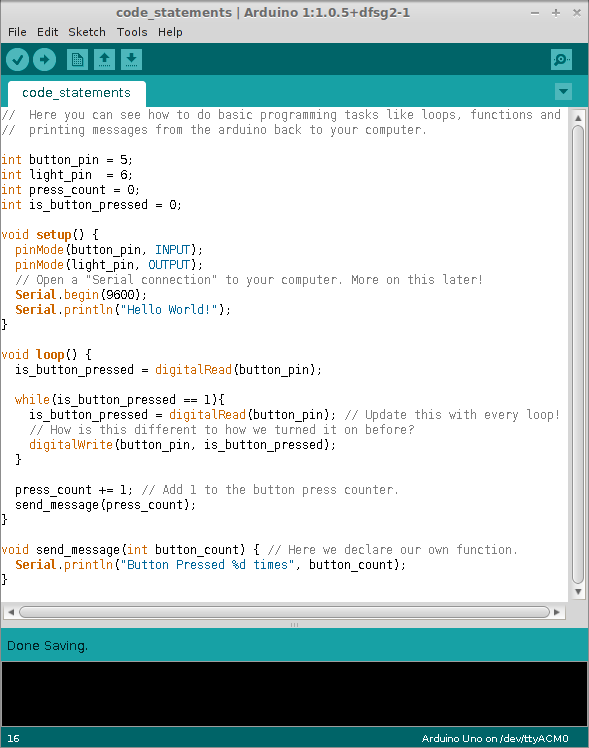 code_statements | Arduino 1:1.0.5+dfsg2-1
File Edit Sketch Tools Help
code_statements
//  Here you can see how to do basic programming tasks like loops, functions and
//  printing messages from the arduino back to your computer.
int button_pin = 5;
int light_pin  = 6;
int press_count = 0;
int is_button_pressed = 0;
void setup() {
  pinMode(button_pin, INPUT);
  pinMode(light_pin, OUTPUT);
  // Open a "Serial connection" to your computer. More on this later!
  Serial.begin(9600);
  Serial.println("Hello World!");
}
void loop() {
  is_button_pressed = digitalRead(button_pin);
  while(is_button_pressed == 1){
    is_button_pressed = digitalRead(button_pin); // Update this with every loop!
    // How is this different to how we turned it on before?
    digitalWrite(button_pin, is_button_pressed);
  }
  press_count += 1; // Add 1 to the button press counter.
  send_message(press_count);
}
void send_message(int button_count) { // Here we declare our own function.
  Serial.println("Button Pressed %d times", button_count);
}
Done Saving.
16 Arduino Uno on /dev/ttyACM0